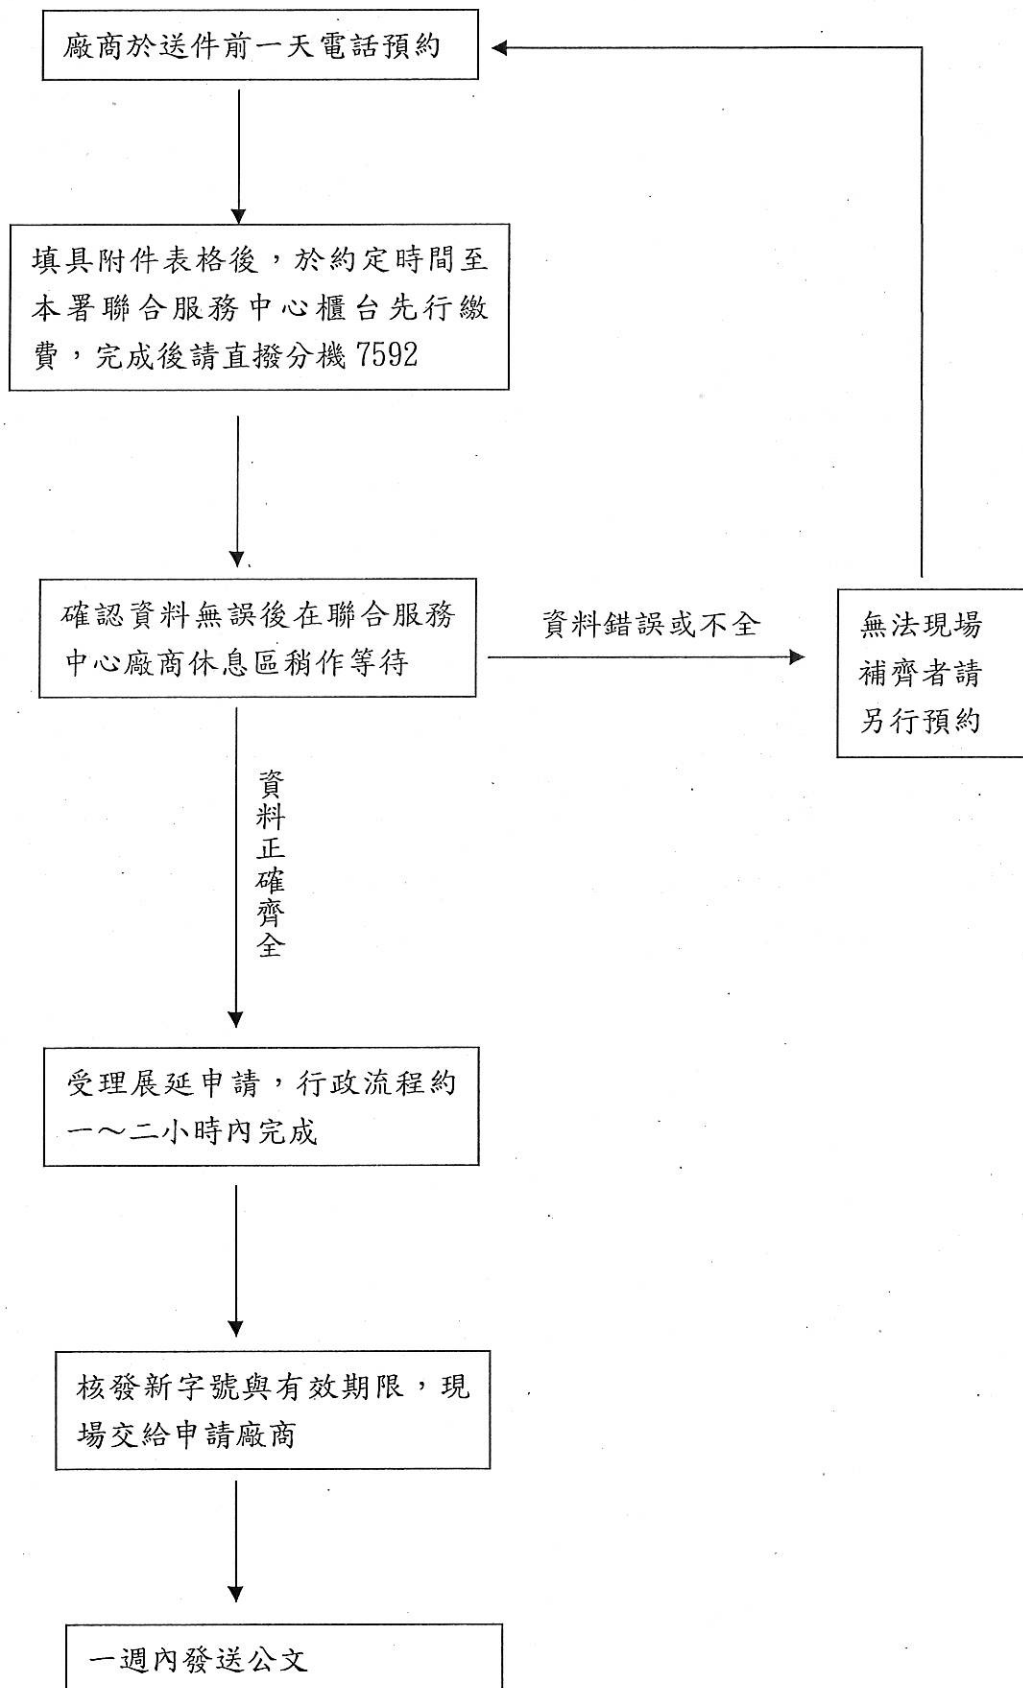 廠商於送件前一天電話預約
填具附件表格後，於約定時間至
本署聯合服務中心櫃台先行繳
費，完成後請直撥分機 7592
確認資料無誤後在聯合服務
中心廠商休息區稍作等待
資料錯誤或不全
無法現場
補齊者請
另行預約
資料正確齊全
受理展延申請，行政流程約
一～二小時內完成
核發新字號與有效期限，現
場交給申請廠商
一週內發送公文